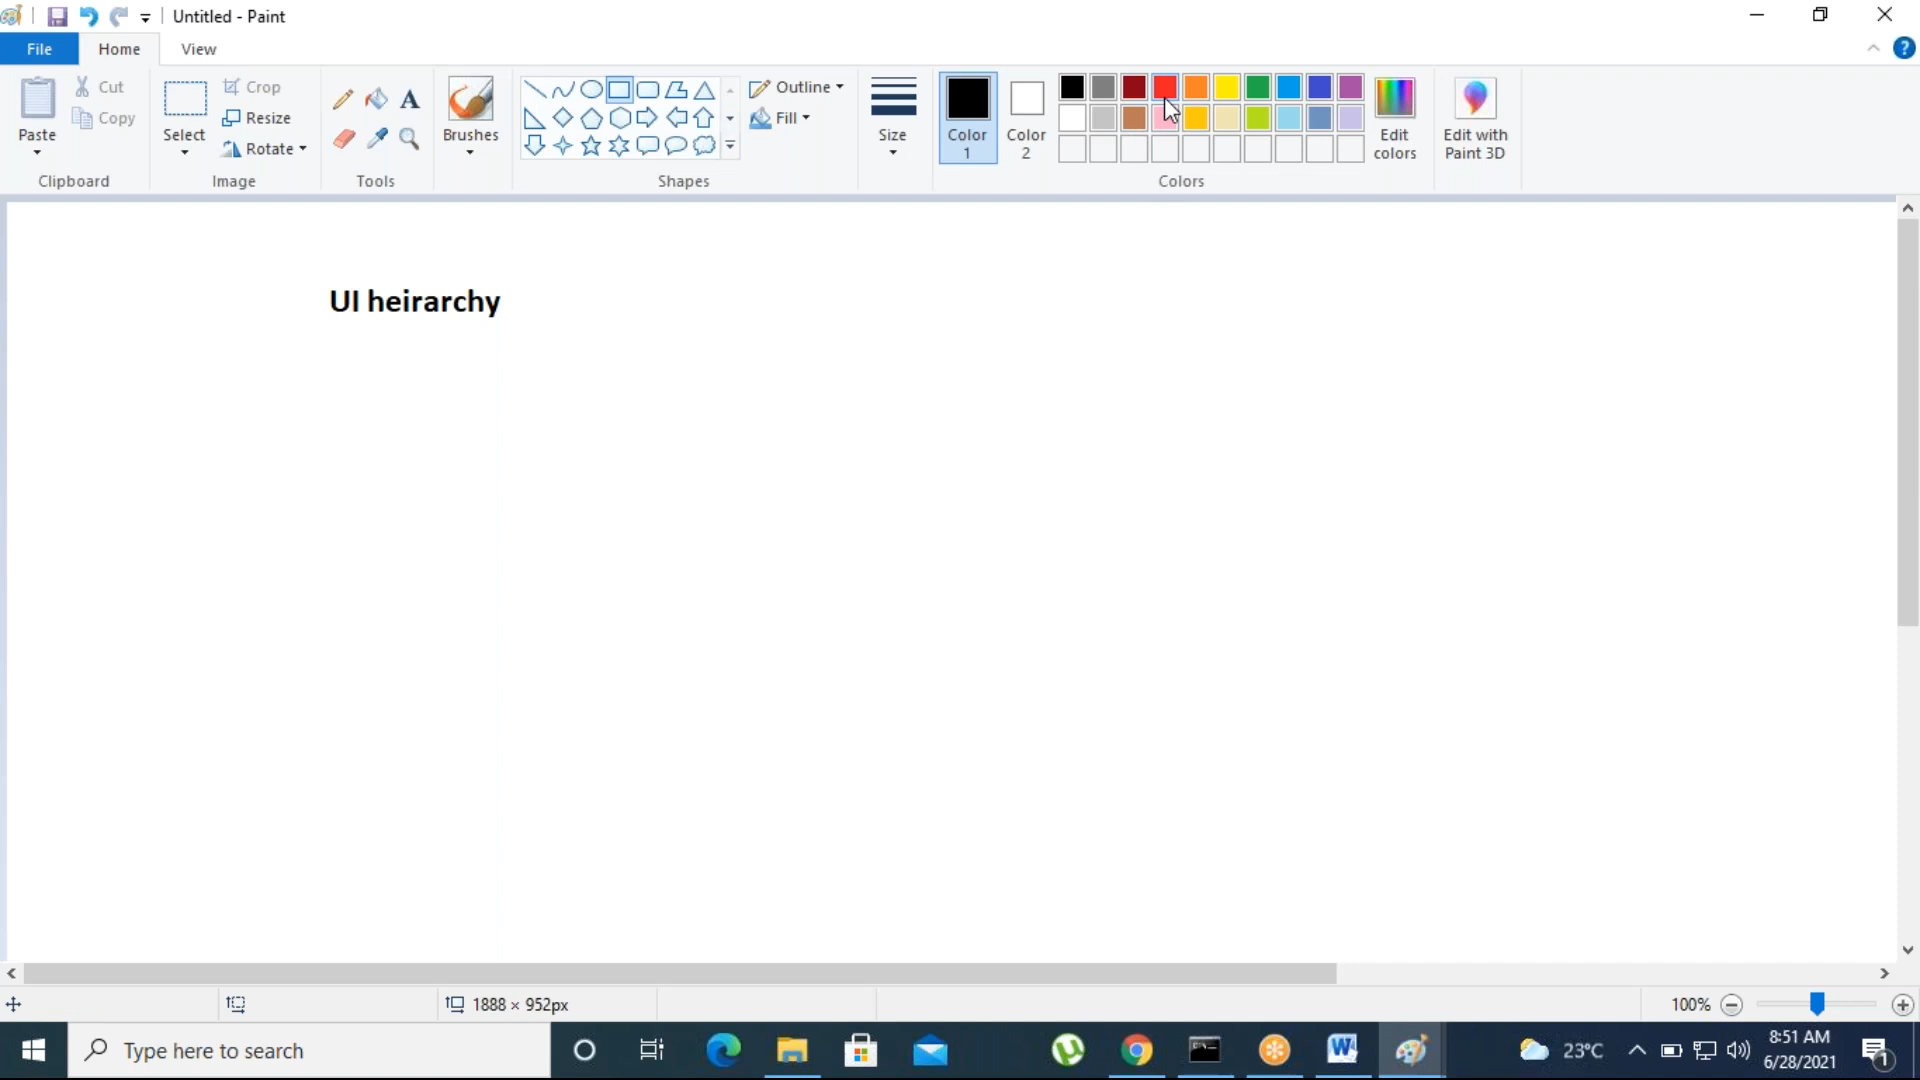 Untitled - Paint
File Home View
Paste Cut Copy Clipboard
Select Crop Resize Rotate Image
A Tools
Brushes
Shapes Outline Fill
Size
Color 1 Color 2
Colors
Edit colors
Edit with Paint 3D
UI heirarchy
1888 × 952px
100%
Type here to search
23°C
8:51 AM
6/28/2021
1